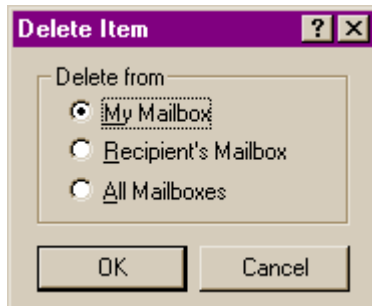 Delete Item
Delete from
My Mailbox
Recipient's Mailbox
All Mailboxes
OK Cancel